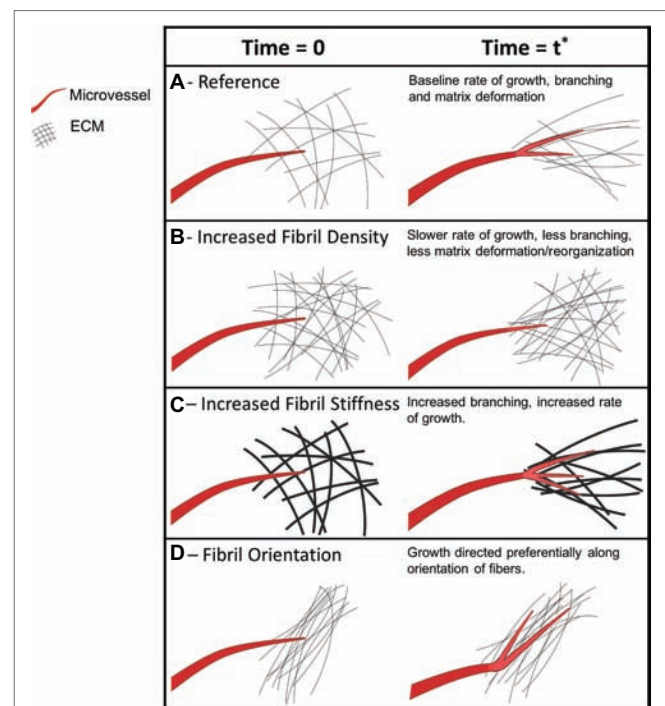 Time = 0
Time = t*
Microvessel
ECM
A - Reference
Baseline rate of growth, branching
and matrix deformation
B - Increased Fibril Density
Slower rate of growth, less branching,
less matrix deformation/reorganization
C – Increased Fibril Stiffness
Increased branching, increased rate
of growth.
D – Fibril Orientation
Growth directed preferentially along
orientation of fibers.